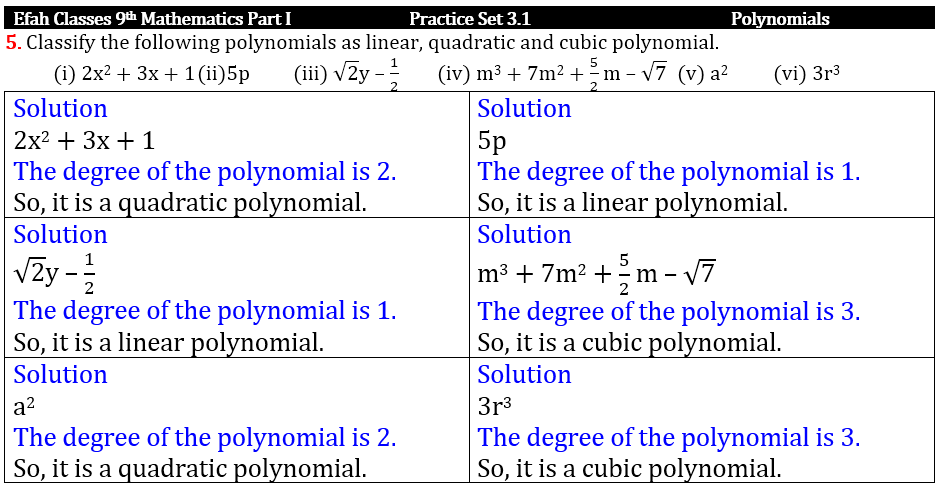 Efah Classes 9th Mathematics Part I Practice Set 3.1 Polynomials
5. Classify the following polynomials as linear, quadratic and cubic polynomial.
(i) 2x² + 3x + 1 (ii)5p (iii) √2y – 1/2 (iv) m³ + 7m² + 5/2 m – √7 (v) a² (vi) 3r³
Solution
2x² + 3x + 1
The degree of the polynomial is 2.
So, it is a quadratic polynomial.
Solution
5p
The degree of the polynomial is 1.
So, it is a linear polynomial.
Solution
√2y – 1/2
The degree of the polynomial is 1.
So, it is a linear polynomial.
Solution
m³ + 7m² + 5/2 m – √7
The degree of the polynomial is 3.
So, it is a cubic polynomial.
Solution
a²
The degree of the polynomial is 2.
So, it is a quadratic polynomial.
Solution
3r³
The degree of the polynomial is 3.
So, it is a cubic polynomial.